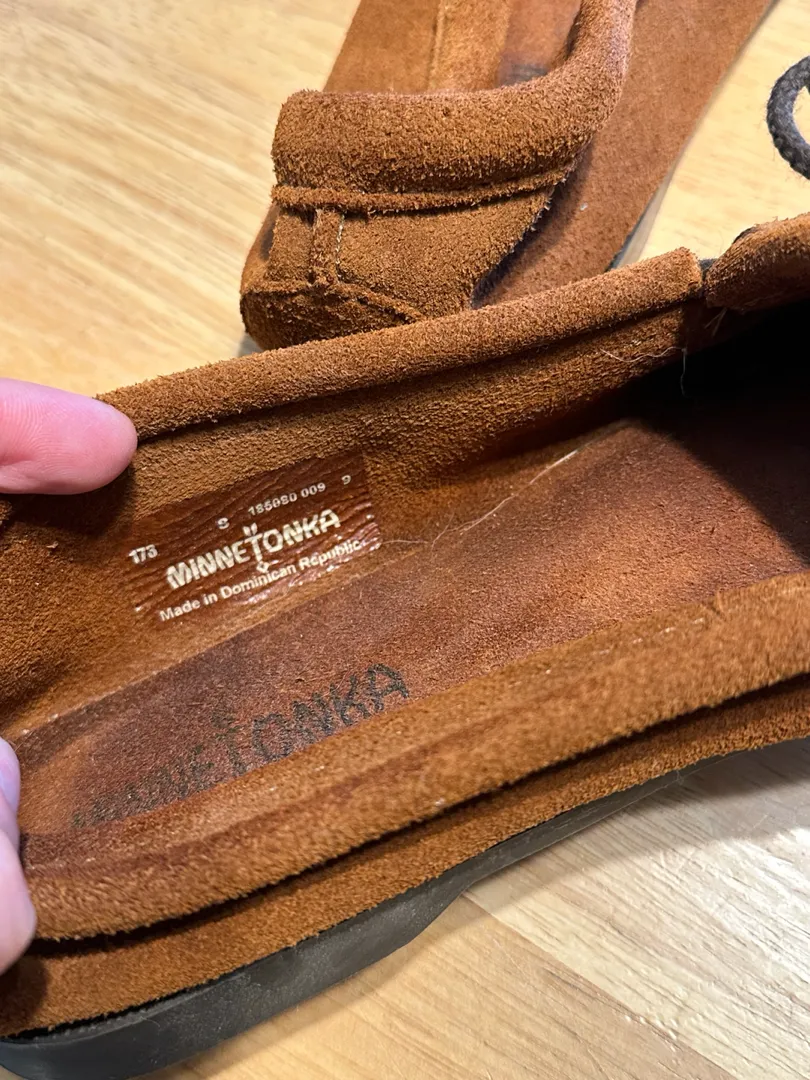 173 8 185080 009 9
MINNETONKA
Made in Dominican Republic
MINNETONKA